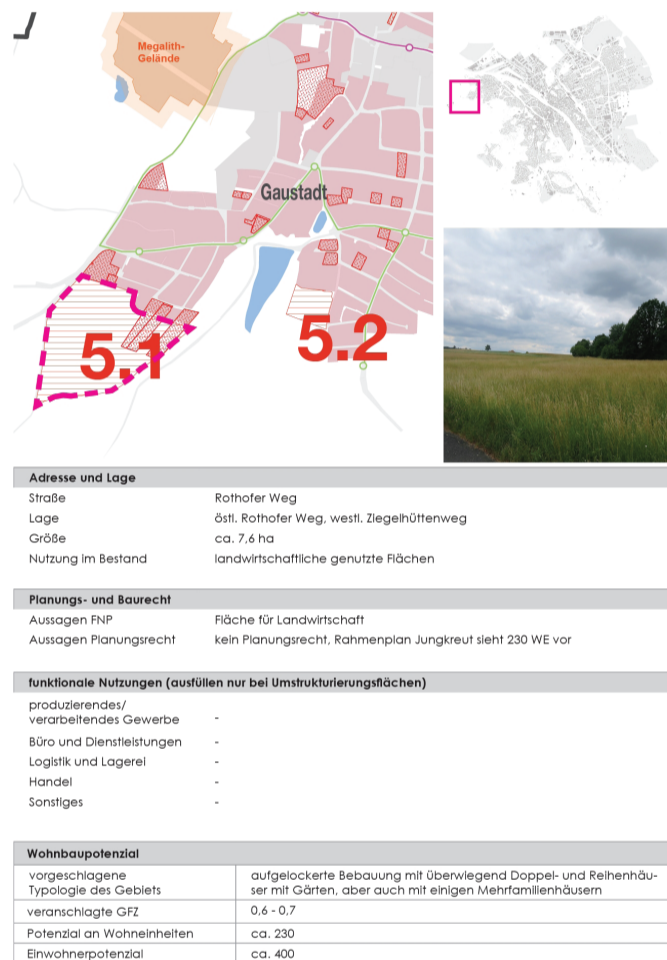 Megalith-
Gelände
Gaustadt
5.1
5.2
Adresse und Lage
Straße Rothofer Weg
Lage östl. Rothofer Weg, westl. Ziegelhüttenweg
Größe ca. 7,6 ha
Nutzung im Bestand landwirtschaftliche genutzte Flächen
Planungs- und Baurecht
Aussagen FNP Fläche für Landwirtschaft
Aussagen Planungsrecht kein Planungsrecht, Rahmenplan Jungkreut sieht 230 WE vor
funktionale Nutzungen (ausfüllen nur bei Umstrukturierungsflächen)
produzierendes/
verarbeitendes Gewerbe -
Büro und Dienstleistungen -
Logistik und Lagerei -
Handel -
Sonstiges -
Wohnbaupotenzial
vorgeschlagene
Typologie des Gebiets
aufgelockerte Bebauung mit überwiegend Doppel- und Reihenhäu-
ser mit Gärten, aber auch mit einigen Mehrfamilienhäusern
veranschlagte GFZ 0,6 - 0,7
Potenzial an Wohneinheiten ca. 230
Einwohnerpotenzial ca. 400